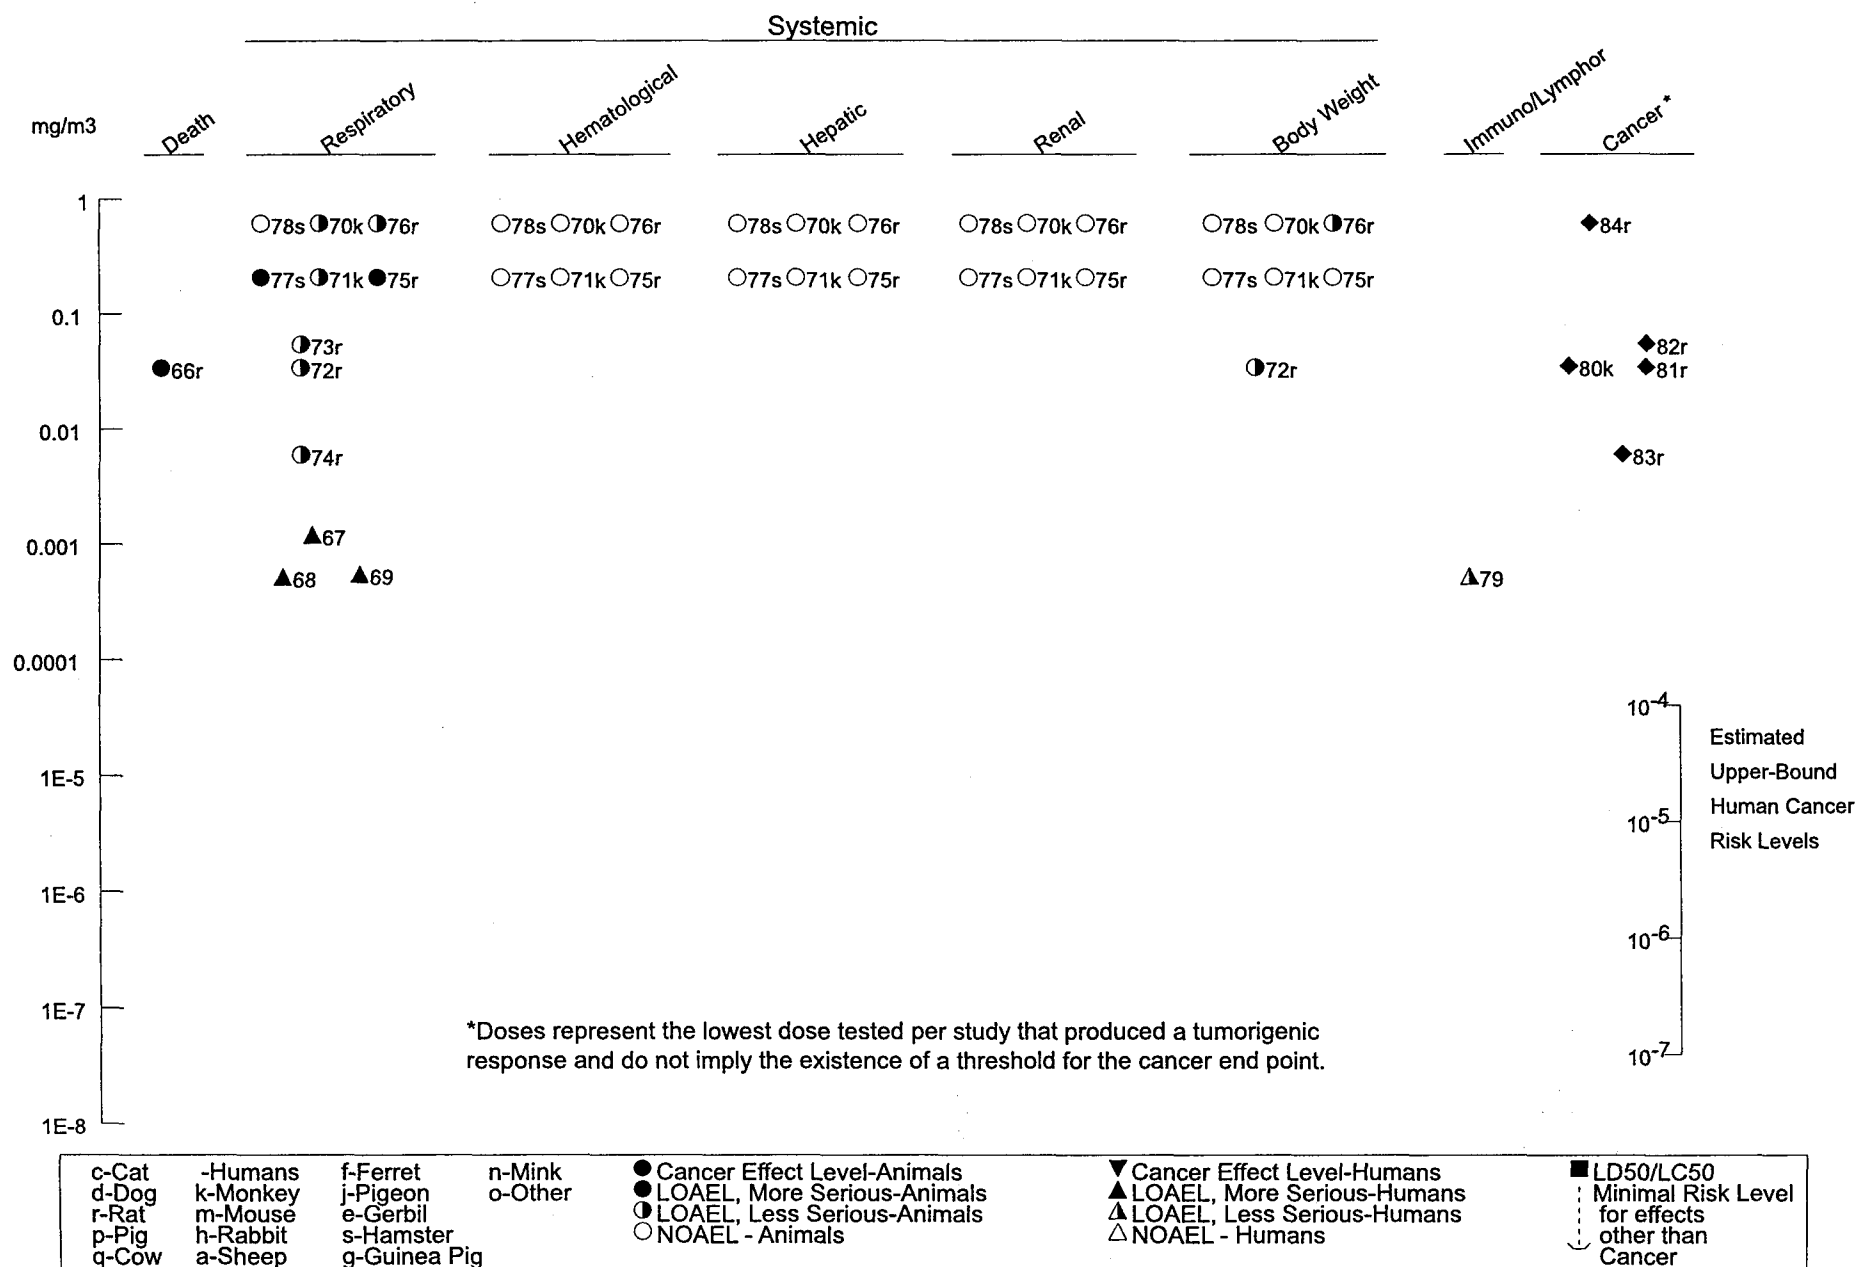 Systemic
mg/m3
Death
Respiratory
Hematological
Hepatic
Renal
Body Weight
Immuno/Lymphor
Cancer *
1
78s 70k 76r 78s 70k 76r 78s 70k 76r 78s 70k 76r 78s 70k 76r 84r
77s 71k 75r 77s 71k 75r 77s 71k 75r 77s 71k 75r 77s 71k 75r
0.1
73r 82r
66r 72r 72r 80k 81r
0.01
74r 83r
67
0.001
68 69 79
0.0001
10-4
Estimated
1E-5
Upper-Bound
Human Cancer
10-5
Risk Levels
1E-6
10-6
1E-7
*Doses represent the lowest dose tested per study that produced a tumorigenic
response and do not imply the existence of a threshold for the cancer end point.
10-7
1E-8
c-Cat -Humans f-Ferret n-Mink Cancer Effect Level-Animals Cancer Effect Level-Humans LD50/LC50
d-Dog k-Monkey j-Pigeon o-Other LOAEL, More Serious-Animals LOAEL, More Serious-Humans Minimal Risk Level
r-Rat m-Mouse e-Gerbil LOAEL, Less Serious-Animals LOAEL, Less Serious-Humans for effects
p-Pig h-Rabbit s-Hamster NOAEL - Animals NOAEL - Humans other than
q-Cow a-Sheep g-Guinea Pig Cancer